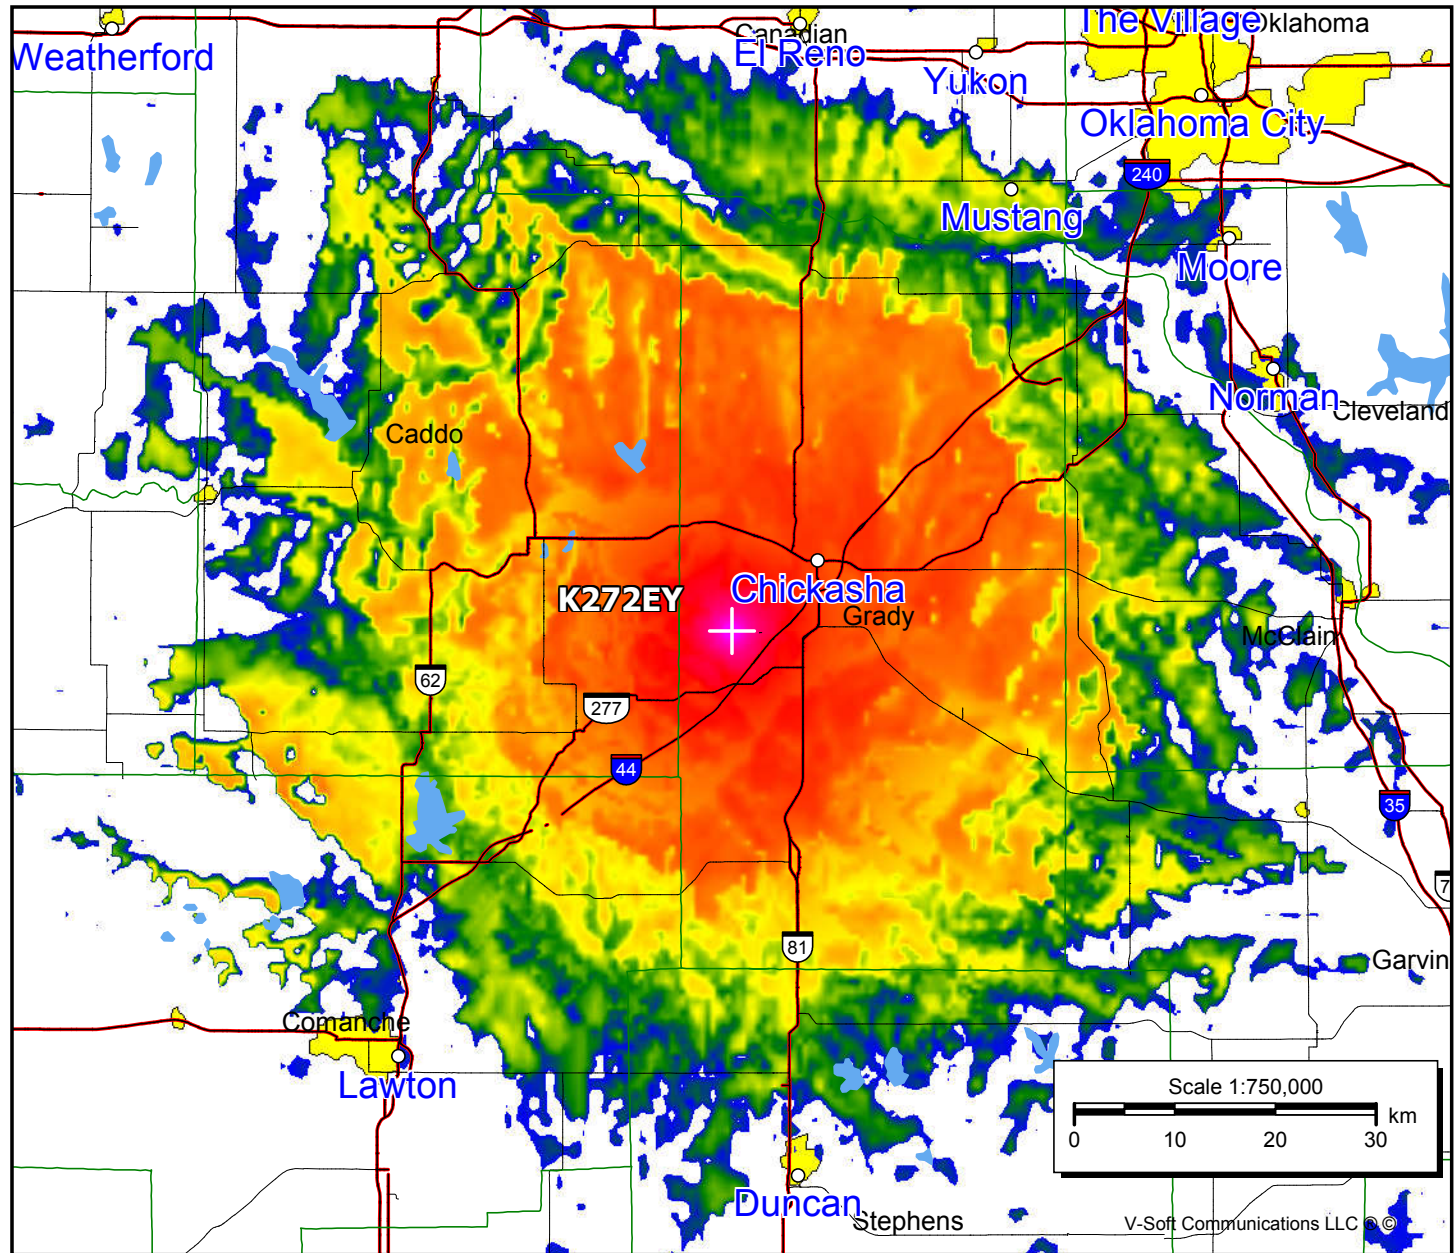 The Village
Oklahoma
Canadian
El Reno
Weatherford
Yukon
Oklahoma City
240
Mustang
Moore
Norman
Cleveland
Caddo
K272EY
Chickasha
Grady
McClain
62
277
44
35
81
Garvin
Comanche
Lawton
Scale 1:750,000
km
0 10 20 30
Duncan
Stephens
V-Soft Communications LLC ® ©